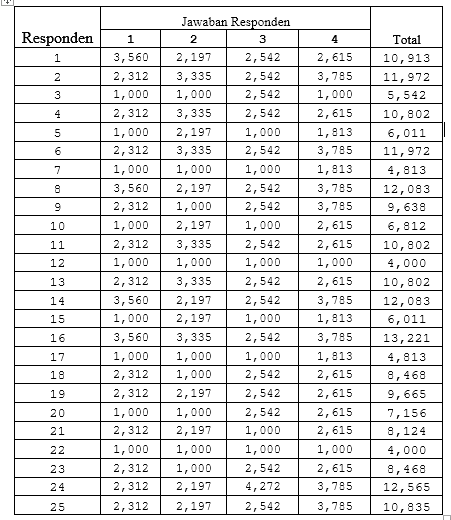 Jawaban Responden
Responden 1 2 3 4 Total
1 3,560 2,197 2,542 2,615 10,913
2 2,312 3,335 2,542 3,785 11,972
3 1,000 1,000 2,542 1,000 5,542
4 2,312 3,335 2,542 2,615 10,802
5 1,000 2,197 1,000 1,813 6,011
6 2,312 3,335 2,542 3,785 11,972
7 1,000 1,000 1,000 1,813 4,813
8 3,560 2,197 2,542 3,785 12,083
9 2,312 1,000 2,542 3,785 9,638
10 1,000 2,197 1,000 2,615 6,812
11 2,312 3,335 2,542 2,615 10,802
12 1,000 1,000 1,000 1,000 4,000
13 2,312 3,335 2,542 2,615 10,802
14 3,560 2,197 2,542 3,785 12,083
15 1,000 2,197 1,000 1,813 6,011
16 3,560 3,335 2,542 3,785 13,221
17 1,000 1,000 1,000 1,813 4,813
18 2,312 1,000 2,542 2,615 8,468
19 2,312 2,197 2,542 2,615 9,665
20 1,000 1,000 2,542 2,615 7,156
21 2,312 2,197 1,000 2,615 8,124
22 1,000 1,000 1,000 1,000 4,000
23 2,312 1,000 2,542 2,615 8,468
24 2,312 2,197 4,272 3,785 12,565
25 2,312 2,197 2,542 3,785 10,835